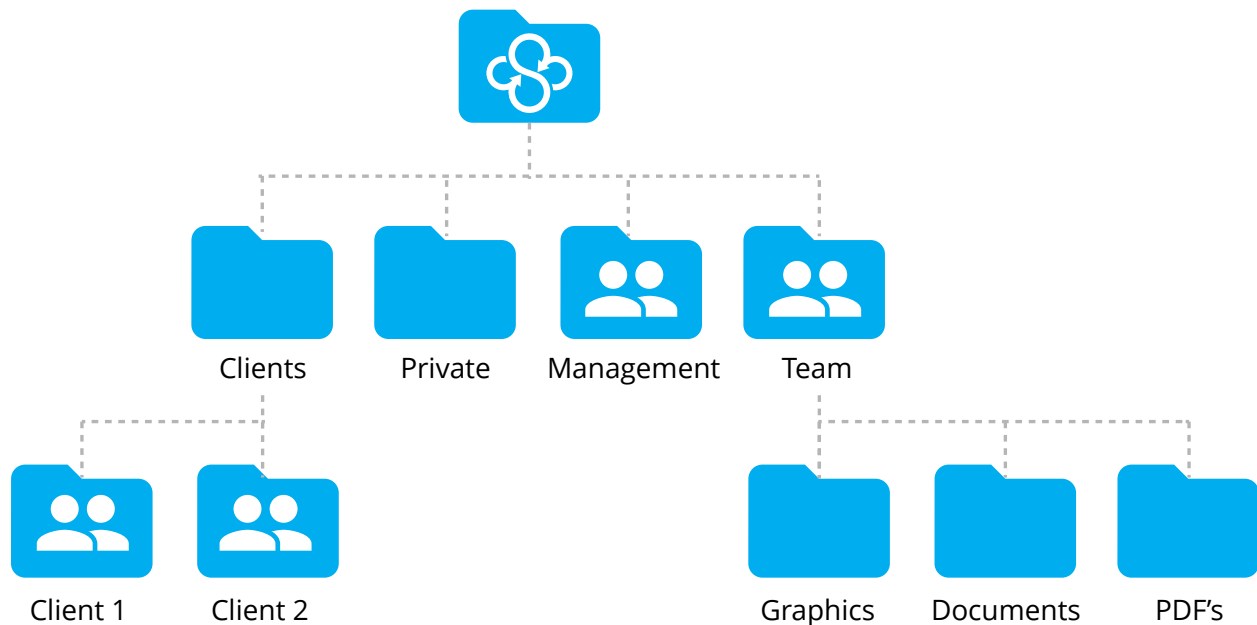 Clients
Private
Management
Team
Client 1
Client 2
Graphics
Documents
PDF’s